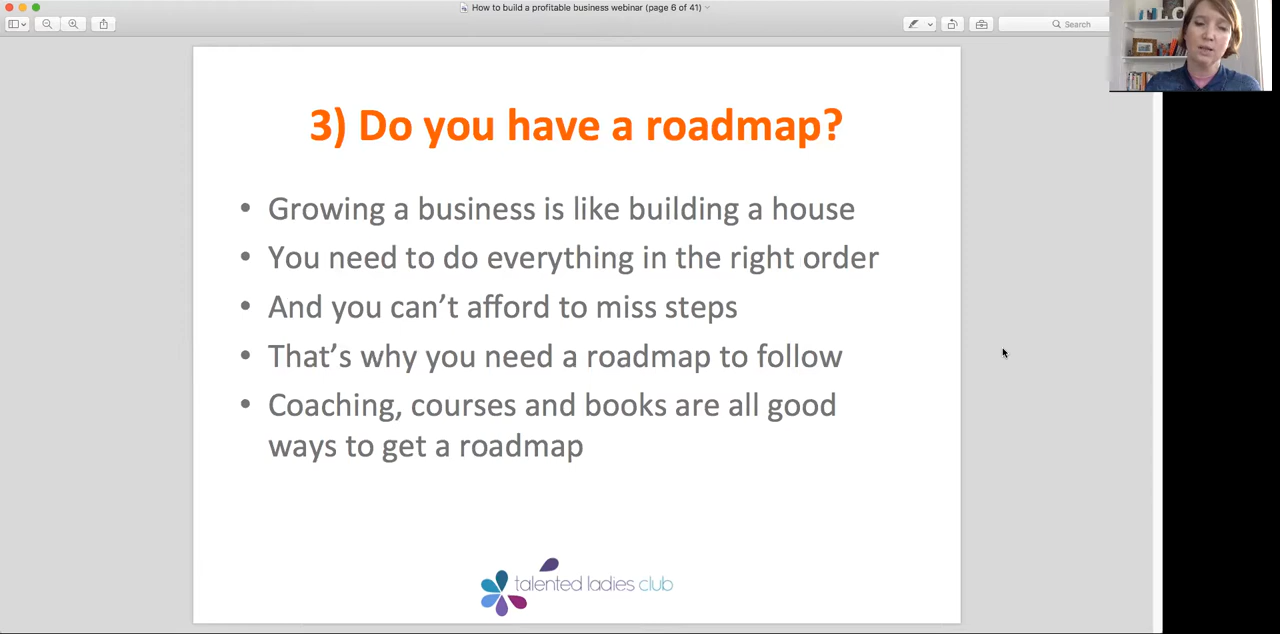 How to build a profitable business webinar (page 6 of 41)
Search
3) Do you have a roadmap?
• Growing a business is like building a house
• You need to do everything in the right order
• And you can’t afford to miss steps
• That’s why you need a roadmap to follow
• Coaching, courses and books are all good
ways to get a roadmap
talented ladies club